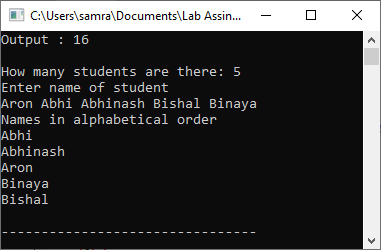 C:\Users\samra\Documents\Lab Assin...
Output : 16
How many students are there: 5
Enter name of student
Aron Abhi Abhinash Bishal Binaya
Names in alphabetical order
Abhi
Abhinash
Aron
Binaya
Bishal
--------------------------------